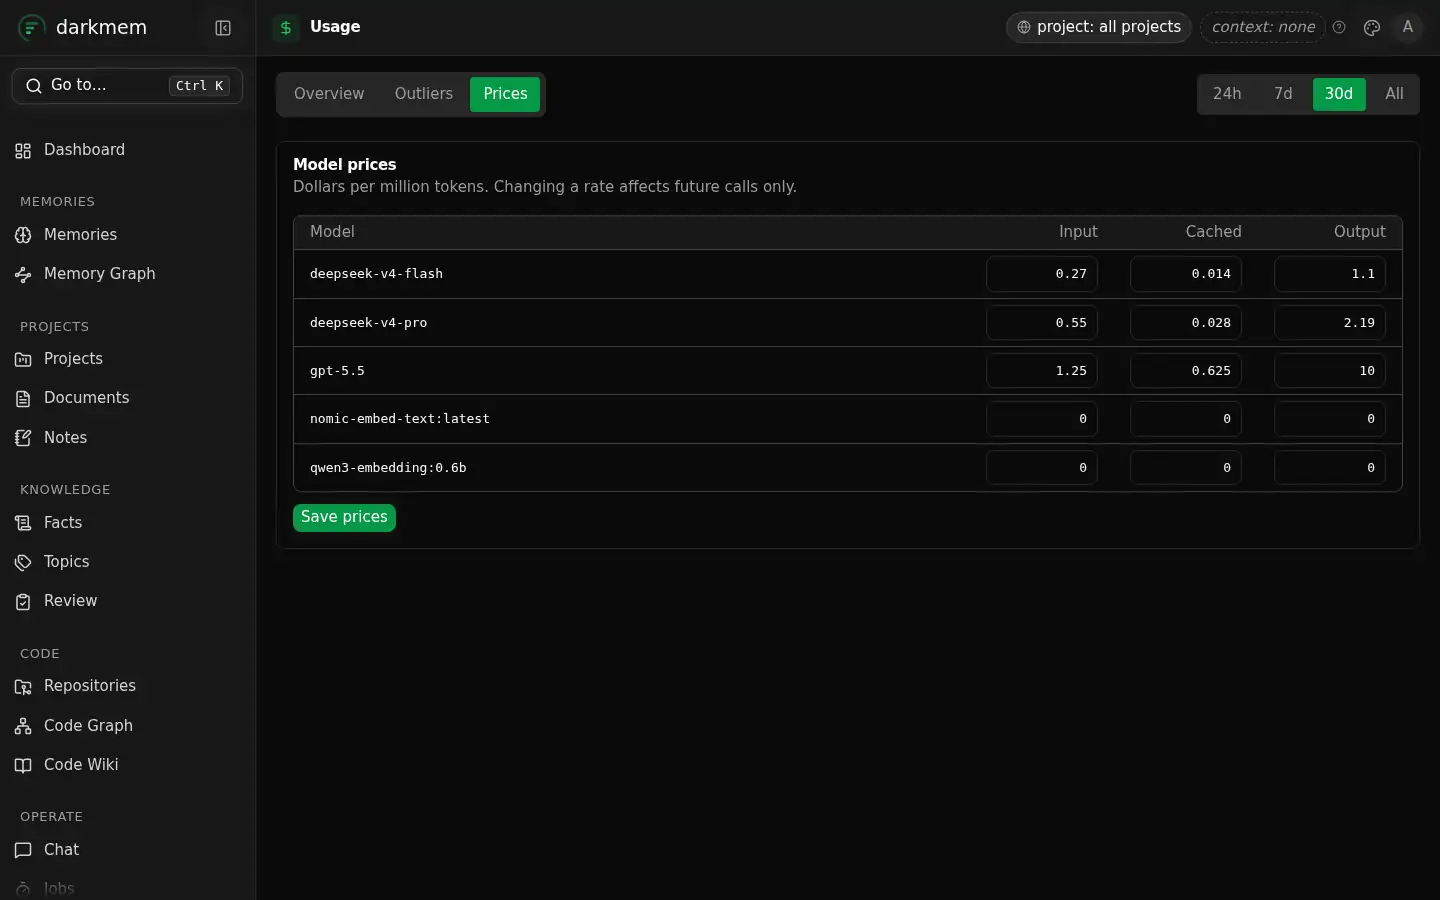 darkmem
Usage
project: all projects
context: none
A
Go to...
Ctrl K
Dashboard
MEMORIES
Memories
Memory Graph
PROJECTS
Projects
Documents
Notes
KNOWLEDGE
Facts
Topics
Review
CODE
Repositories
Code Graph
Code Wiki
OPERATE
Chat
Jobs
Overview Outliers Prices
24h 7d 30d All
Model prices
Dollars per million tokens. Changing a rate affects future calls only.
Model Input Cached Output
deepseek-v4-flash 0.27 0.014 1.1
deepseek-v4-pro 0.55 0.028 2.19
gpt-5.5 1.25 0.625 10
nomic-embed-text:latest 0 0 0
qwen3-embedding:0.6b 0 0 0
Save prices